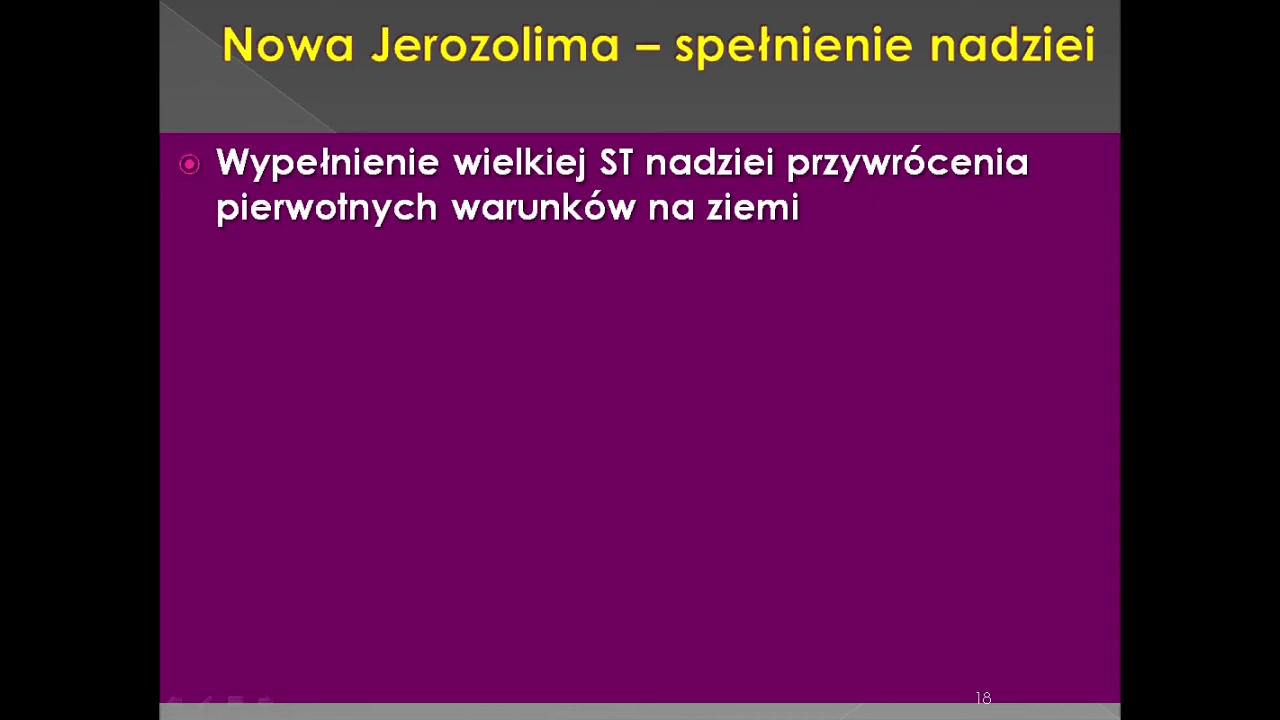 Nowa Jerozolima – spełnienie nadziei
Wypełnienie wielkiej ST nadziei przywrócenia
pierwotnych warunków na ziemi
18